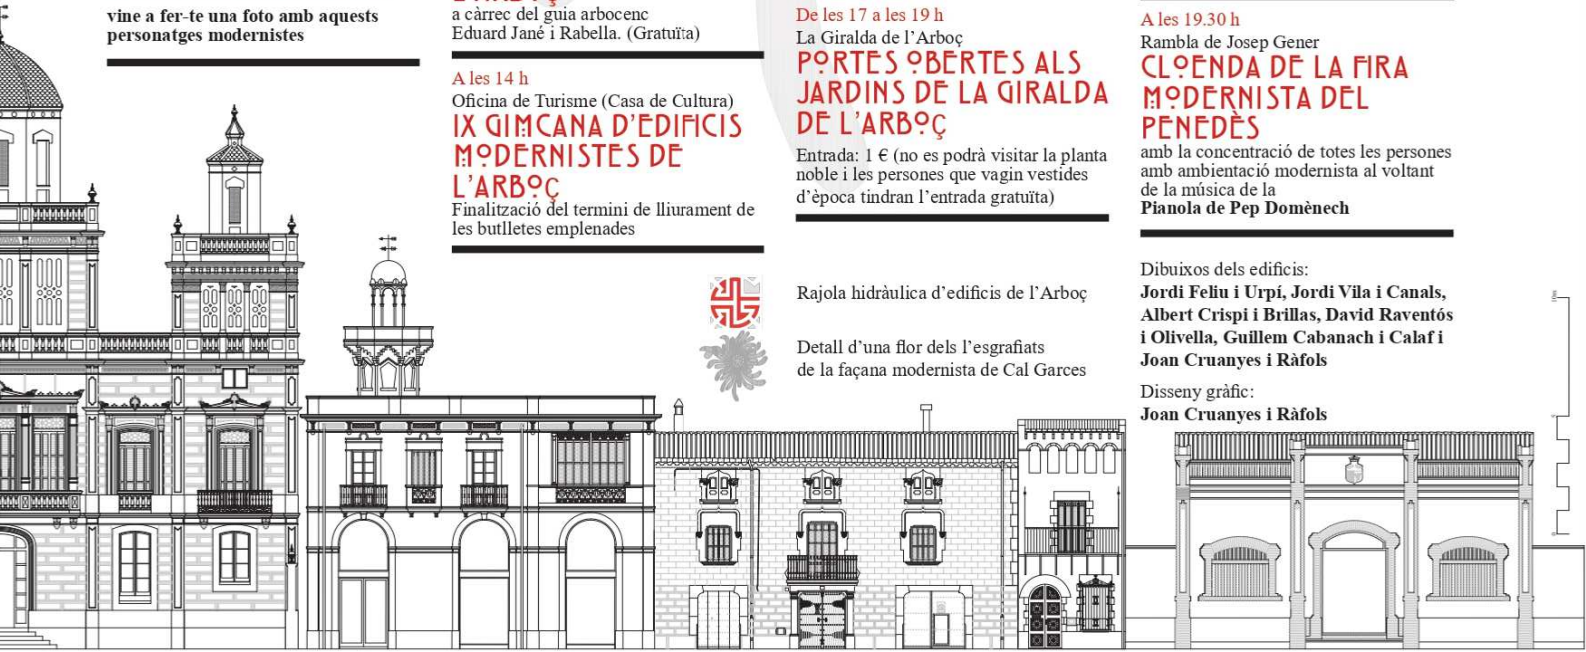 vine a fer-te una foto amb aquests
personatges modernistes
a càrrec del guia arbocenc
Eduard Jané i Rabella. (Gratuïta)
A les 14 h
Oficina de Turisme (Casa de Cultura)
IX GIMCANA D'EDIFICIS
MODERNISTES DE
L'ARBOÇ
Finalització del termini de lliurament de
les butlletes emplenades
De les 17 a les 19 h
La Giralda de l'Arboç
PORTES OBERTES ALS
JARDINS DE LA GIRALDA
DE L'ARBOÇ
Entrada: 1 € (no es podrà visitar la planta
noble i les persones que vagin vestides
d'època tindran l'entrada gratuïta)
Rajola hidràulica d'edificis de l'Arboç
Detall d'una flor dels l'esgrafiats
de la façana modernista de Cal Garces
A les 19.30 h
Rambla de Josep Gener
CLOENDA DE LA FIRA
MODERNISTA DEL
PENEDÈS
amb la concentració de totes les persones
amb ambientació modernista al voltant
de la música de la
Pianola de Pep Domènech
Dibuixos dels edificis:
Jordi Feliu i Urpí, Jordi Vila i Canals,
Albert Crispi i Brillas, David Raventós
i Olivella, Guillem Cabanach i Calaf i
Joan Cruanyes i Ràfols
Disseny gràfic:
Joan Cruanyes i Ràfols